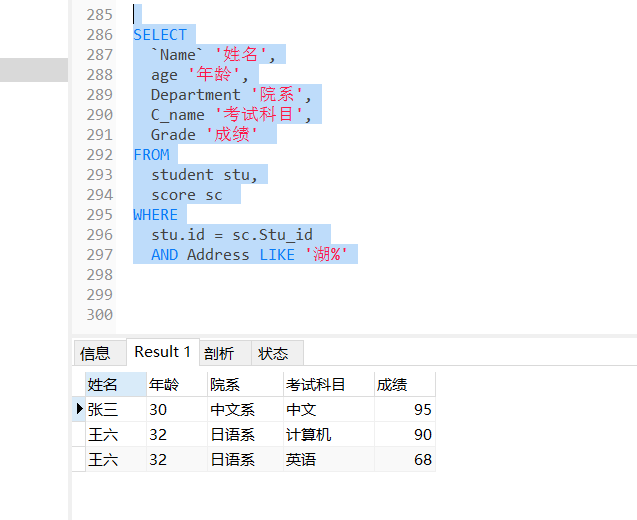 285
286 SELECT
287 `Name` '姓名',
288 age '年龄',
289 Department '院系',
290 C_name '考试科目',
291 Grade '成绩'
292 FROM
293 student stu,
294 score sc
295 WHERE
296 stu.id = sc.Stu_id
297 AND Address LIKE '湖%'
298
299
300
信息 Result 1 剖析 状态
姓名 年龄 院系 考试科目 成绩
张三 30 中文系 中文 95
王六 32 日语系 计算机 90
王六 32 日语系 英语 68